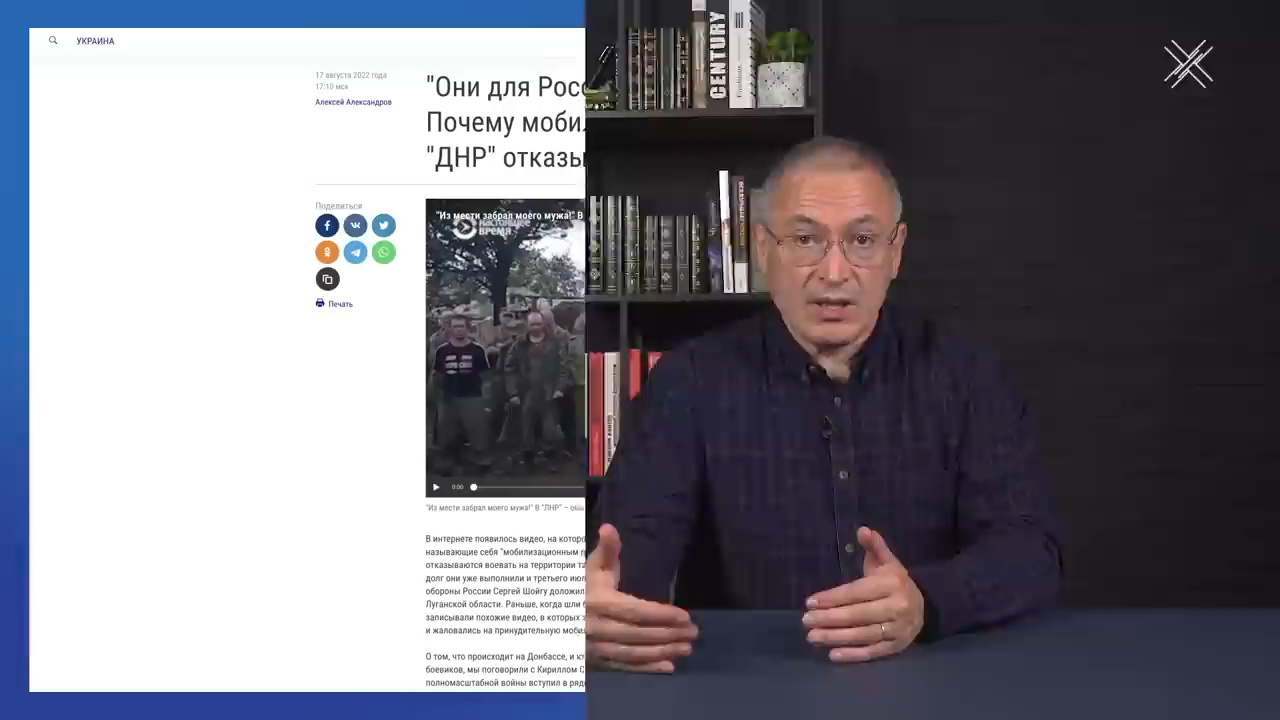 УКРАИНА
17 августа 2022 года
17:10 мск
Алексей Александров
"Они для Росс
Почему моби
"ДНР" отказы
Поделиться
Печать
"Из мести забрал моего мужа!" В
НАСТОЯЩЕЕ
ВРЕМЯ
0:00
"Из мести забрал моего мужа!" В "ЛНР" –
В интернете появилось видео, на которо
называющие себя "мобилизационным
отказываются воевать на территории
долг они уже выполнили и третьего июл
обороны России Сергей Шойгу доложил
Луганской области. Раньше, когда шли
записывали похожие видео, в которых
и жаловались на принудительную моби
О том, что происходит на Донбассе, и
боевиков, мы поговорили с Кириллом
полномасштабной войны вступил в ряд
CENTURY